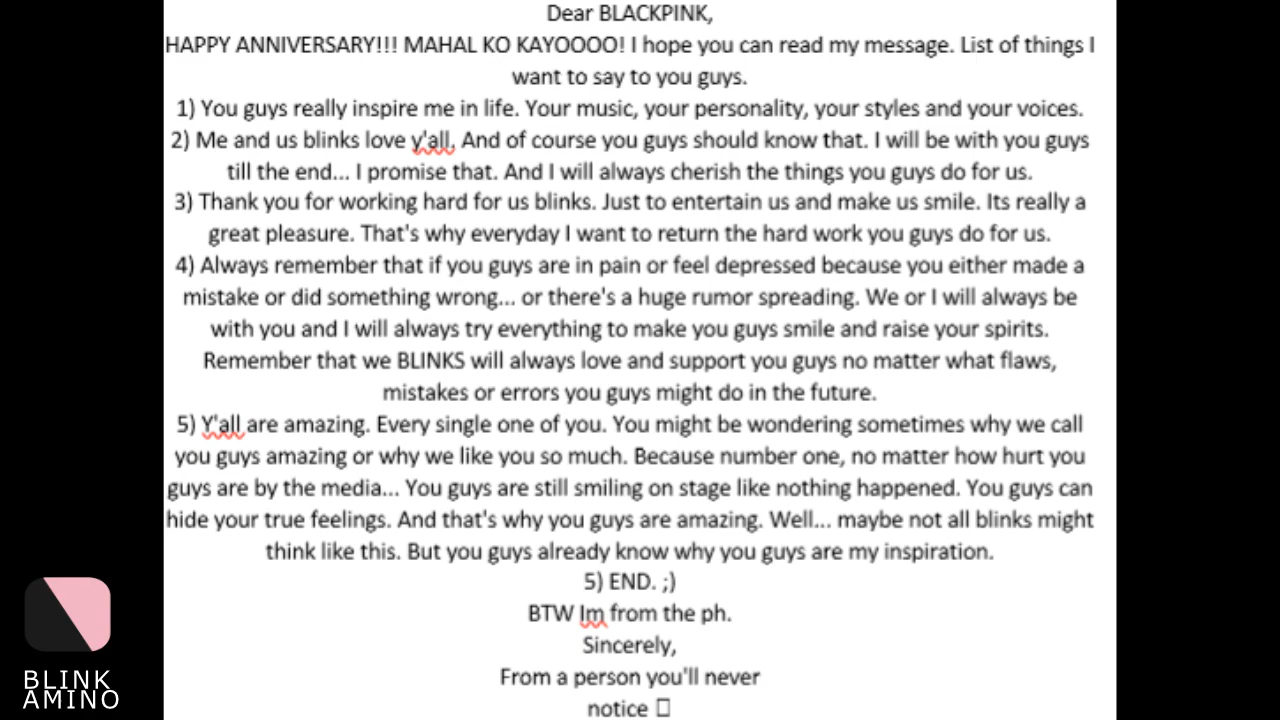 Dear BLACKPINK,
HAPPY ANNIVERSARY!!! MAHAL KO KAYOOOO! I hope you can read my message. List of things I
want to say to you guys.
1) You guys really inspire me in life. Your music, your personality, your styles and your voices.
2) Me and us blinks love y'all. And of course you guys should know that. I will be with you guys
till the end... I promise that. And I will always cherish the things you guys do for us.
3) Thank you for working hard for us blinks. Just to entertain us and make us smile. Its really a
great pleasure. That's why everyday I want to return the hard work you guys do for us.
4) Always remember that if you guys are in pain or feel depressed because you either made a
mistake or did something wrong... or there's a huge rumor spreading. We or I will always be
with you and I will always try everything to make you guys smile and raise your spirits.
Remember that we BLINKS will always love and support you guys no matter what flaws,
mistakes or errors you guys might do in the future.
5) Y'all are amazing. Every single one of you. You might be wondering sometimes why we call
you guys amazing or why we like you so much. Because number one, no matter how hurt you
guys are by the media... You guys are still smiling on stage like nothing happened. You guys can
hide your true feelings. And that's why you guys are amazing. Well... maybe not all blinks might
think like this. But you guys already know why you guys are my inspiration.
5) END. ;)
BTW Im from the ph.
Sincerely,
From a person you'll never
notice
BLINK
AMINO